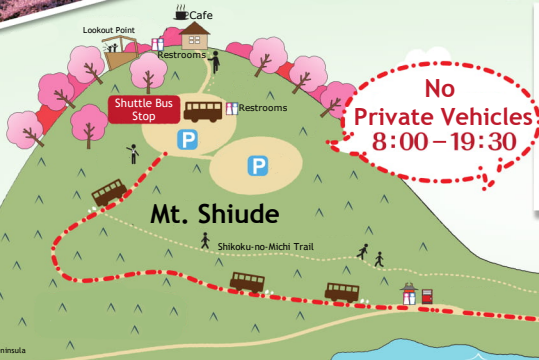 Cafe
Lookout Point
Restrooms
Shuttle Bus
Stop
Restrooms
P
P
No
Private Vehicles
8:00-19:30
Mt. Shiude
Shikoku-no-Michi Trail
ninsula